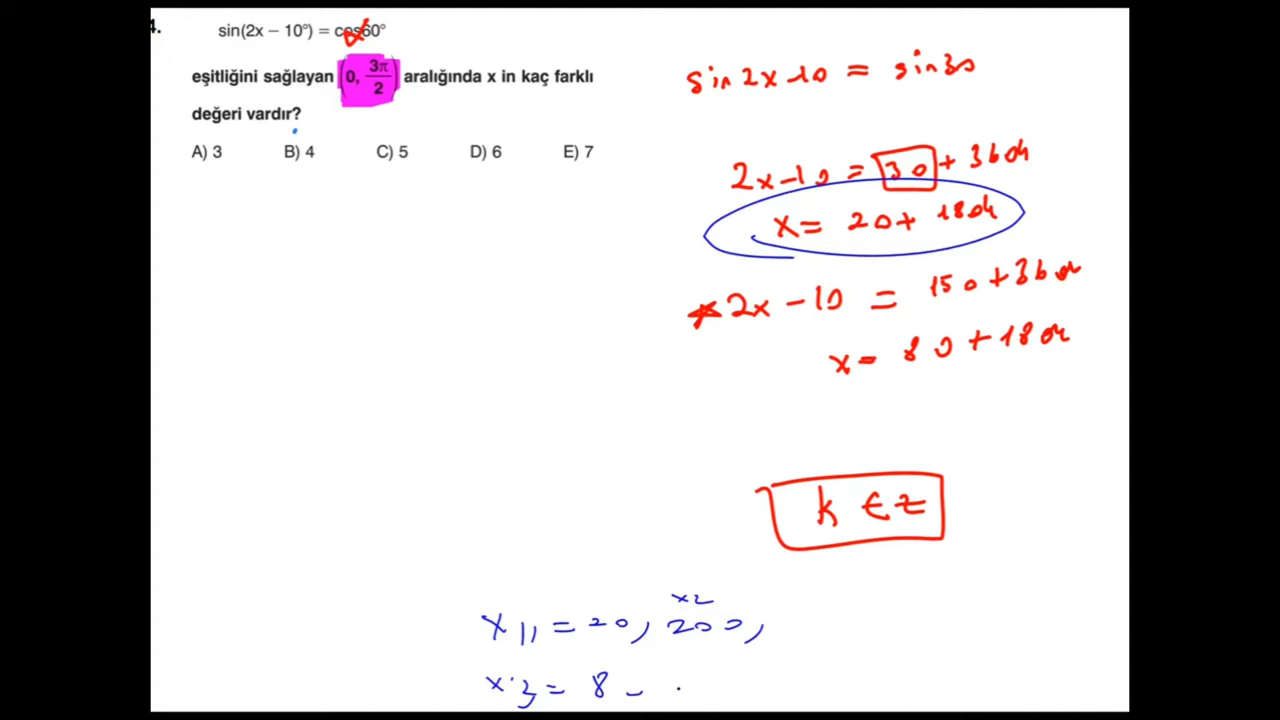 4. sin(2x – 10°) = cos60°
eşitliğini sağlayan (0, 3π/2) aralığında x in kaç farklı
değeri vardır?
A) 3 B) 4 C) 5 D) 6 E) 7
sin 2x-10 = sin 30
2x-10 = 30 + 360k
x = 20 + 180k
2x - 10 = 150 + 360k
x = 80 + 180k
k ∈ z
x2
x11 = 20, 200,
x3 = 8